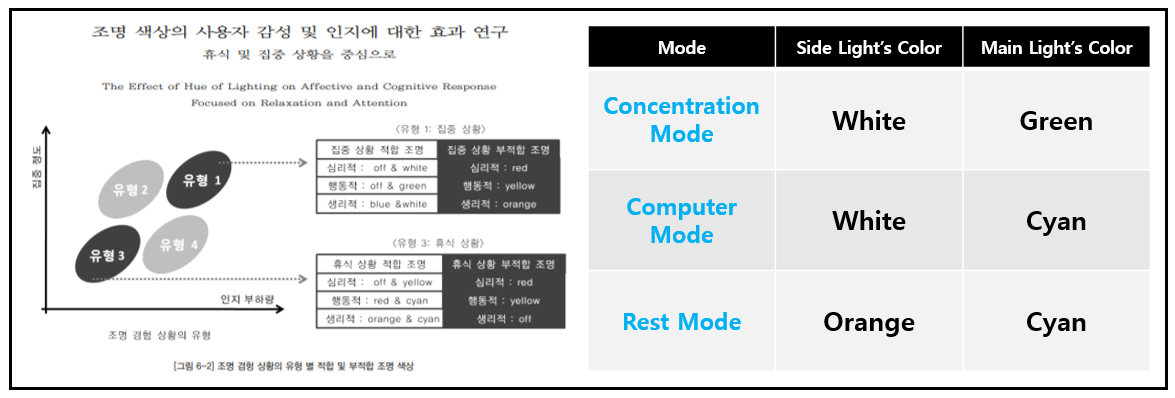 조명 색상의 사용자 감성 및 인지에 대한 효과 연구
휴식 및 집중 상황을 중심으로
The Effect of Hue of Lighting on Affective and Cognitive Response
Focused on Relaxation and Attention
집중 정도
유형 1
유형 2
유형 3
유형 4
인지 부하량
조명 경험 상황의 유형
〈유형 1: 집중 상황〉
집중 상황 적합 조명 집중 상황 부적합 조명
심리적 : off & white 심리적 : red
행동적 : off & green 행동적 : yellow
생리적 : blue &white 생리적 : orange
〈유형 3: 휴식 상황〉
휴식 상황 적합 조명 휴식 상황 부적합 조명
심리적 : off & yellow 심리적 : red
행동적 : red & cyan 행동적 : yellow
생리적 : orange & cyan 생리적 : off
[그림 6-2] 조명 경험 상황의 유형 별 적합 및 부적합 조명 색상
Mode Side Light's Color Main Light's Color
Concentration
Mode White Green
Computer
Mode White Cyan
Rest Mode Orange Cyan